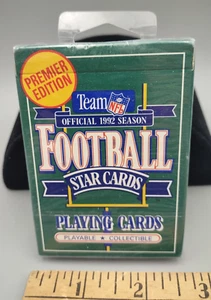 PREMIER
EDITION
Team NFL
OFFICIAL 1992 SEASON
FOOTBALL
STAR CARDS
PLAYING CARDS
PLAYABLE ★ COLLECTIBLE
1
2
3